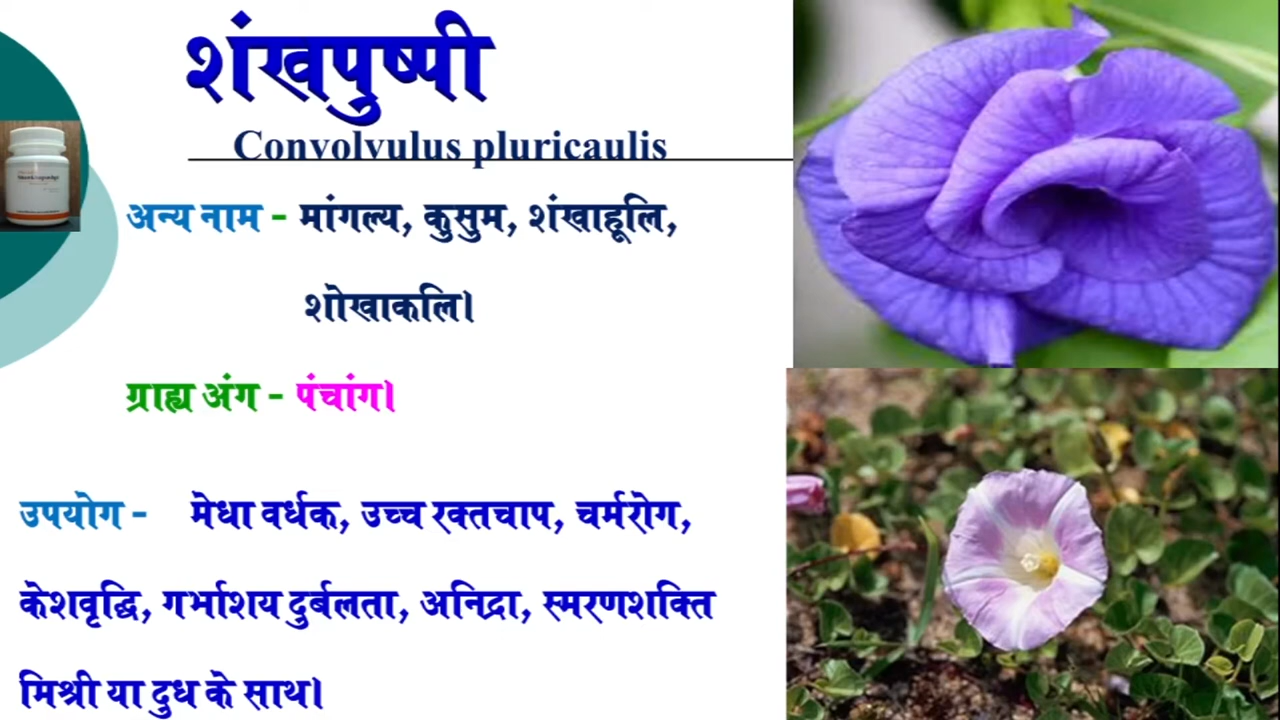 शंखपुष्पी
Convolvulus pluricaulis
अन्य नाम - मांगल्य, कुसुम, शंखाहूलि,
शोखाकलि।
ग्राह्य अंग - पंचांग।
उपयोग - मेधा वर्धक, उच्च रक्तचाप, चर्मरोग,
केशवृद्धि, गर्भाशय दुर्बलता, अनिद्रा, स्मरणशक्ति
मिश्री या दुध के साथ।